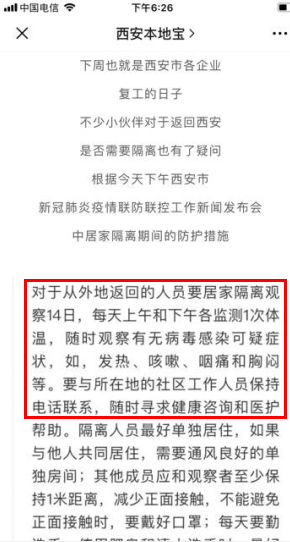 中国电信
下午6:26
西安本地宝
下周也就是西安市各企业
复工的日子
不少小伙伴对于返回西安
是否需要隔离也有了疑问
根据今天下午西安市
新冠肺炎疫情联防联控工作新闻发布会
中居家隔离期间的防护措施
对于从外地返回的人员要居家隔离观
察14日，每天上午和下午各监测1次体
温，随时观察有无病毒感染可疑症
状，如，发热、咳嗽、咽痛和胸闷
等。要与所在地的社区工作人员保持
电话联系，随时寻求健康咨询和医护
帮助。隔离人员最好单独居住，如果
与他人共同居住，需要通风良好的单
独房间；其他成员应和观察者至少保
持1米距离，减少正面接触，不能避免
正面接触时，要戴好口罩；每天要勤